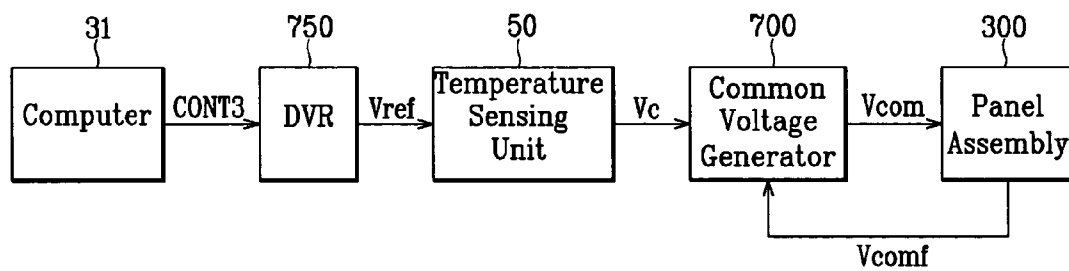 31
750
50
700
300
Computer
CONT3
DVR
Vref
Temperature
Sensing
Unit
Vc
Common
Voltage
Generator
Vcom
Panel
Assembly
Vcomf